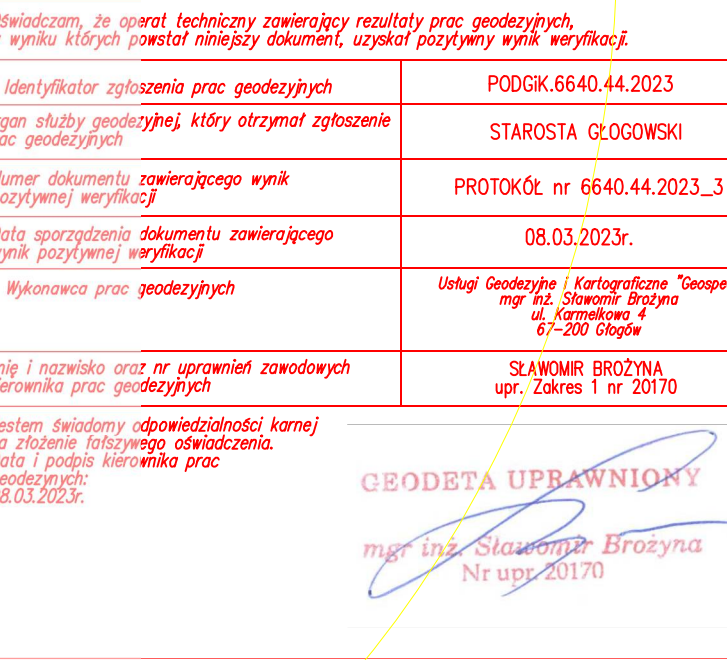 świadczam, że operat techniczny zawierający rezultaty prac geodezyjnych,
wyniku których powstał niniejszy dokument, uzyskał pozytywny wynik weryfikacji.
Identyfikator zgłoszenia prac geodezyjnych
PODGiK.6640.44.2023
gan służby geodezyjnej, który otrzymał zgłoszenie
ac geodezyjnych
STAROSTA GŁOGOWSKI
umer dokumentu zawierającego wynik
ozytywnej weryfikacji
PROTOKÓŁ nr 6640.44.2023_3
ata sporządzenia dokumentu zawierającego
ynik pozytywnej weryfikacji
08.03.2023r.
Wykonawca prac geodezyjnych
Usługi Geodezyjne i Kartograficzne "Geospe
mgr inż. Sławomir Brożyna
ul. Karmelkowa 4
67-200 Głogów
nię i nazwisko oraz nr uprawnień zawodowych
ierownika prac geodezyjnych
SŁAWOMIR BROŻYNA
upr. Zakres 1 nr 20170
estem świadomy odpowiedzialności karnej
a złożenie fałszywego oświadczenia.
ata i podpis kierownika prac
eodezynych:
8.03.2023r.
GEODETA UPRAWNIONY
mgr inż. Sławomir Brożyna
Nr upr. 20170